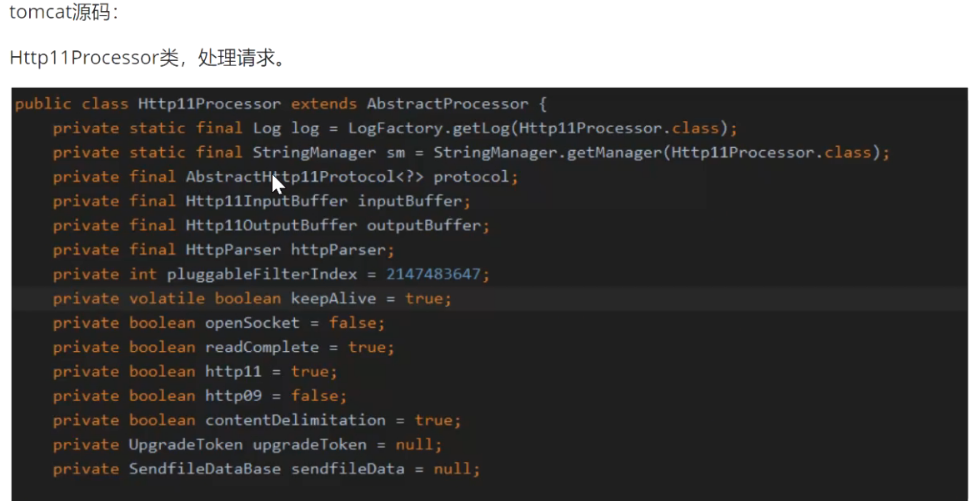 tomcat源码：
Http11Processor类，处理请求。
public class Http11Processor extends AbstractProcessor {
    private static final Log log = LogFactory.getLog(Http11Processor.class);
    private static final StringManager sm = StringManager.getManager(Http11Processor.class);
    private final AbstractHttp11Protocol<?> protocol;
    private final Http11InputBuffer inputBuffer;
    private final Http11OutputBuffer outputBuffer;
    private final HttpParser httpParser;
    private int pluggableFilterIndex = 2147483647;
    private volatile boolean keepAlive = true;
    private boolean openSocket = false;
    private boolean readComplete = true;
    private boolean http11 = true;
    private boolean http09 = false;
    private boolean contentDelimitation = true;
    private UpgradeToken upgradeToken = null;
    private SendfileDataBase sendfileData = null;